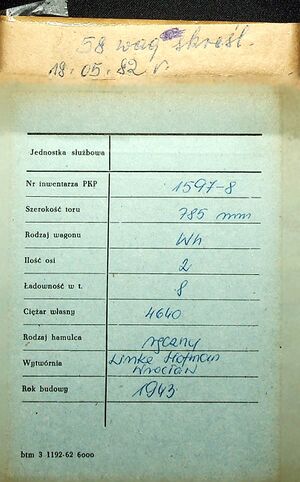 58 wag skreśl.
18.05.82 r.
Jednostka służbowa
Nr inwentarza PKP 1597-8
Szerokość toru 785 mm
Rodzaj wagonu Wh
Ilość osi 2
Ładowność w t. 8
Ciężar własny 4640
Rodzaj hamulca ręczny
Wytwórnia Linke Hofman
Wrocław
Rok budowy 1943
btm 3 1192-62 6000